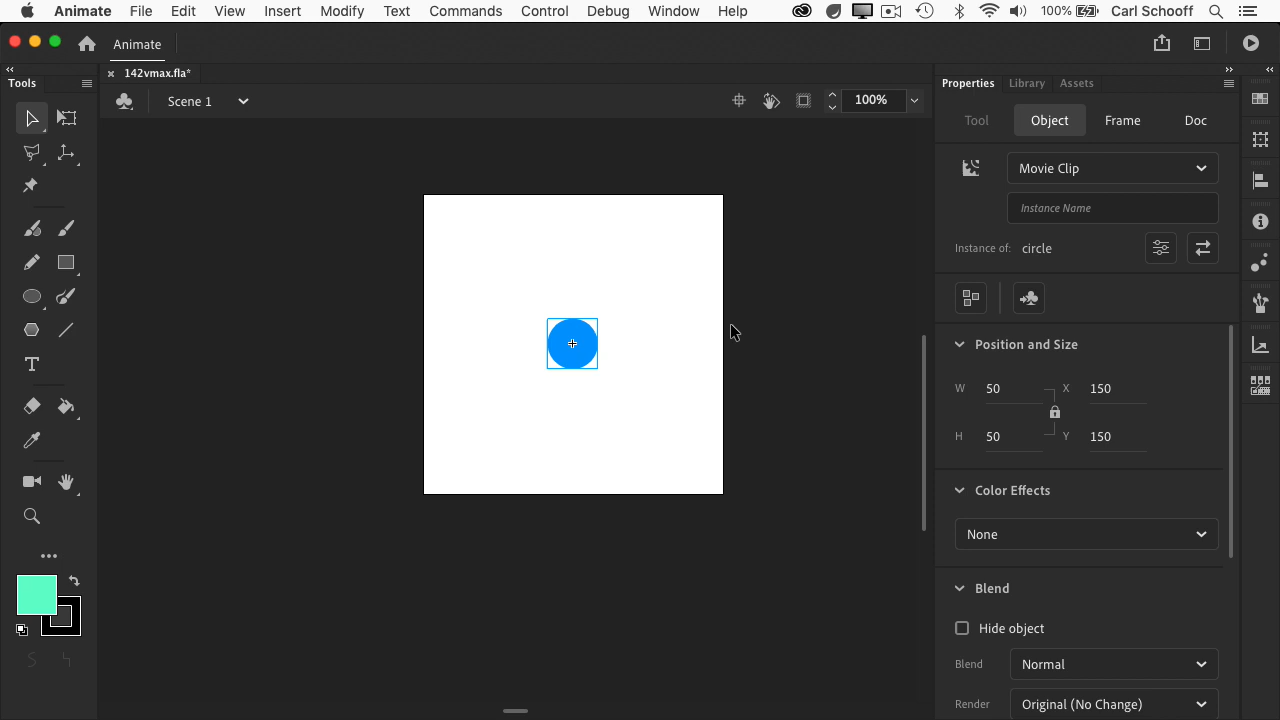 Animate File Edit View Insert Modify Text Commands Control Debug Window Help 100% Carl Schooff
Animate
Tools
142vmax.fla*
Properties Library Assets
Scene 1
100%
Tool Object Frame Doc
Movie Clip
Instance Name
Instance of: circle
Position and Size
W 50 X 150
H 50 Y 150
Color Effects
None
Blend
Hide object
Blend Normal
Render Original (No Change)